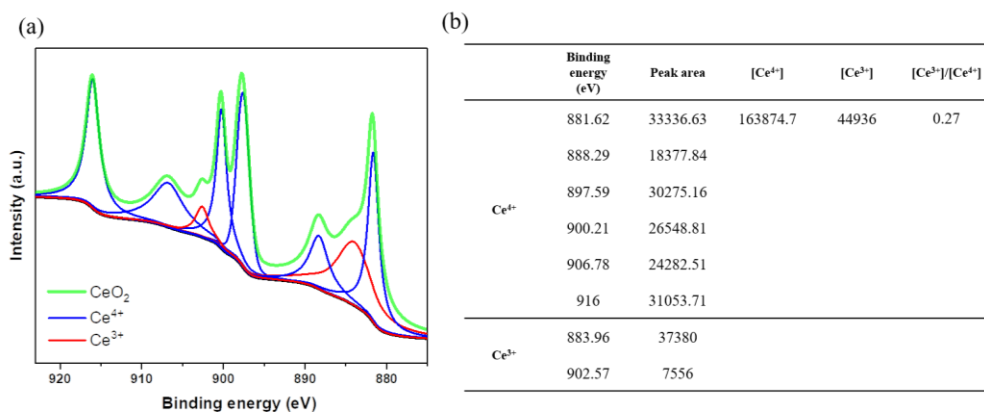 (a)
Intensity (a.u.)
CeO₂
Ce⁴⁺
Ce³⁺
920 910 900 890 880
Binding energy (eV)
(b)
Binding energy (eV) Peak area [Ce⁴⁺] [Ce³⁺] [Ce³⁺]/[Ce⁴⁺]
Ce⁴⁺
881.62 33336.63 163874.7 44936 0.27
888.29 18377.84
897.59 30275.16
900.21 26548.81
906.78 24282.51
916 31053.71
Ce³⁺
883.96 37380
902.57 7556